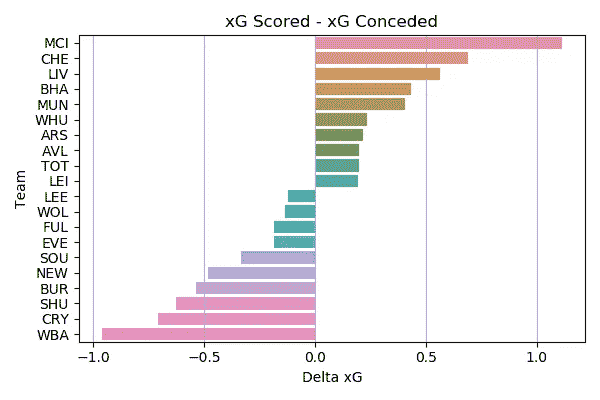 xG Scored - xG Conceded
MCI
CHE
LIV
BHA
MUN
WHU
ARS
AVL
TOT
LEI
LEE
WOL
FUL
EVE
SOU
NEW
BUR
SHU
CRY
WBA
Team
−1.0 −0.5 0.0 0.5 1.0
Delta xG